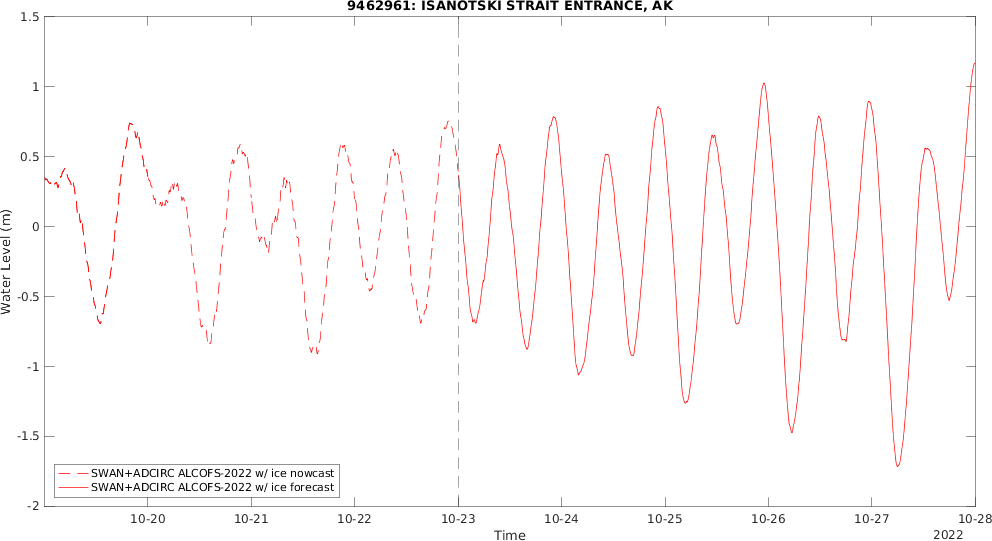 9462961: ISANOTSKI STRAIT ENTRANCE, AK
1.5
1
0.5
0
-0.5
-1
-1.5
-2
Water Level (m)
SWAN+ADCIRC ALCOFS-2022 w/ ice nowcast
SWAN+ADCIRC ALCOFS-2022 w/ ice forecast
10-20 10-21 10-22 10-23 10-24 10-25 10-26 10-27 10-28
Time
2022